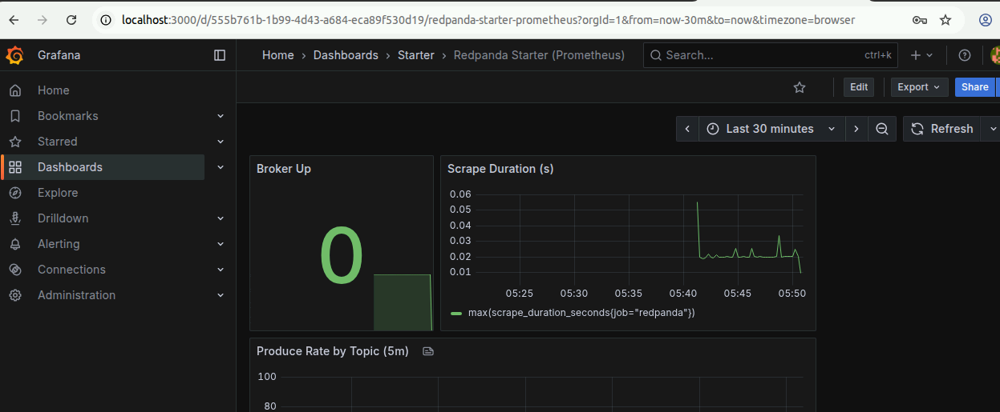 localhost:3000/d/555b761b-1b99-4d43-a684-eca89f530d19/redpanda-starter-prometheus?orgId=1&from=now-30m&to=now&timezone=browser
Grafana
Home › Dashboards › Starter › Redpanda Starter (Prometheus)
Search...
ctrl+k
Home
Bookmarks
Starred
Dashboards
Explore
Drilldown
Alerting
Connections
Administration
Edit
Export
Share
Last 30 minutes
Refresh
Broker Up
0
Scrape Duration (s)
0.06
0.05
0.04
0.03
0.02
0.01
05:25 05:30 05:35 05:40 05:45 05:50
max(scrape_duration_seconds{job="redpanda"})
Produce Rate by Topic (5m)
100
80